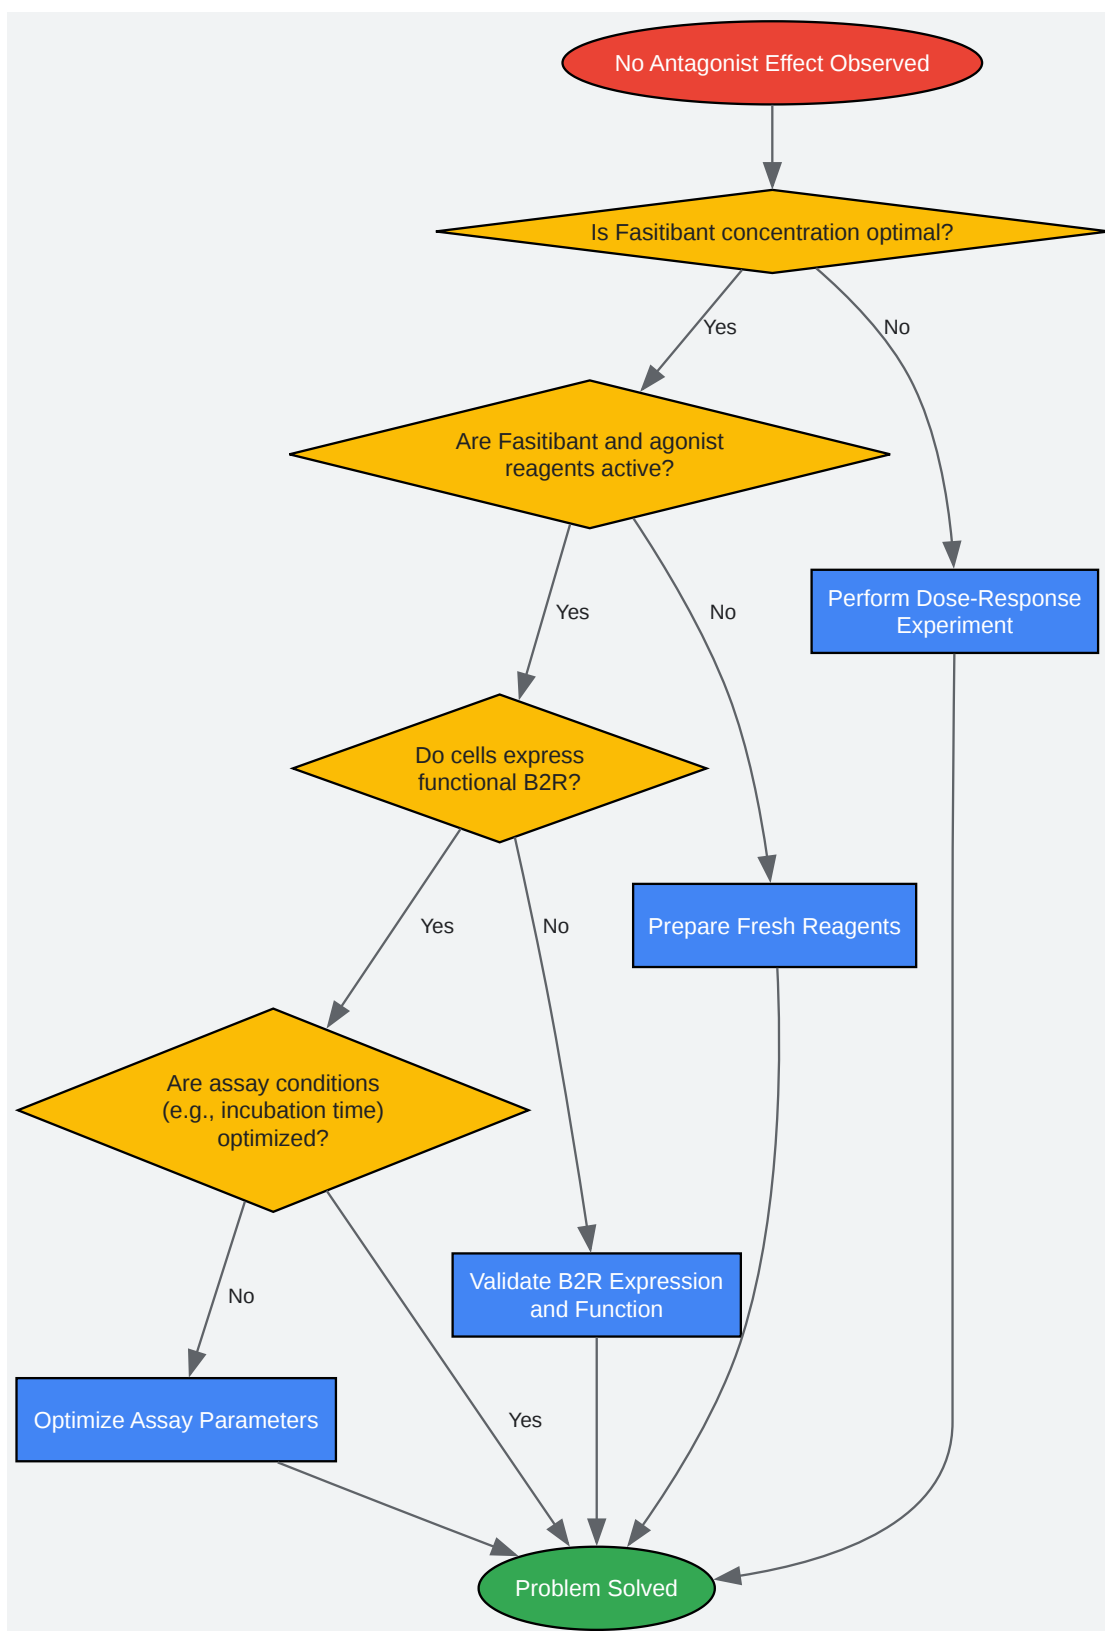 No Antagonist Effect Observed
Is Fasitibant concentration optimal?
Yes
No
Are Fasitibant and agonist
reagents active?
Perform Dose-Response
Experiment
Yes
No
Do cells express
functional B2R?
Prepare Fresh Reagents
Yes
No
Are assay conditions
(e.g., incubation time)
optimized?
Validate B2R Expression
and Function
No
Yes
Optimize Assay Parameters
Problem Solved